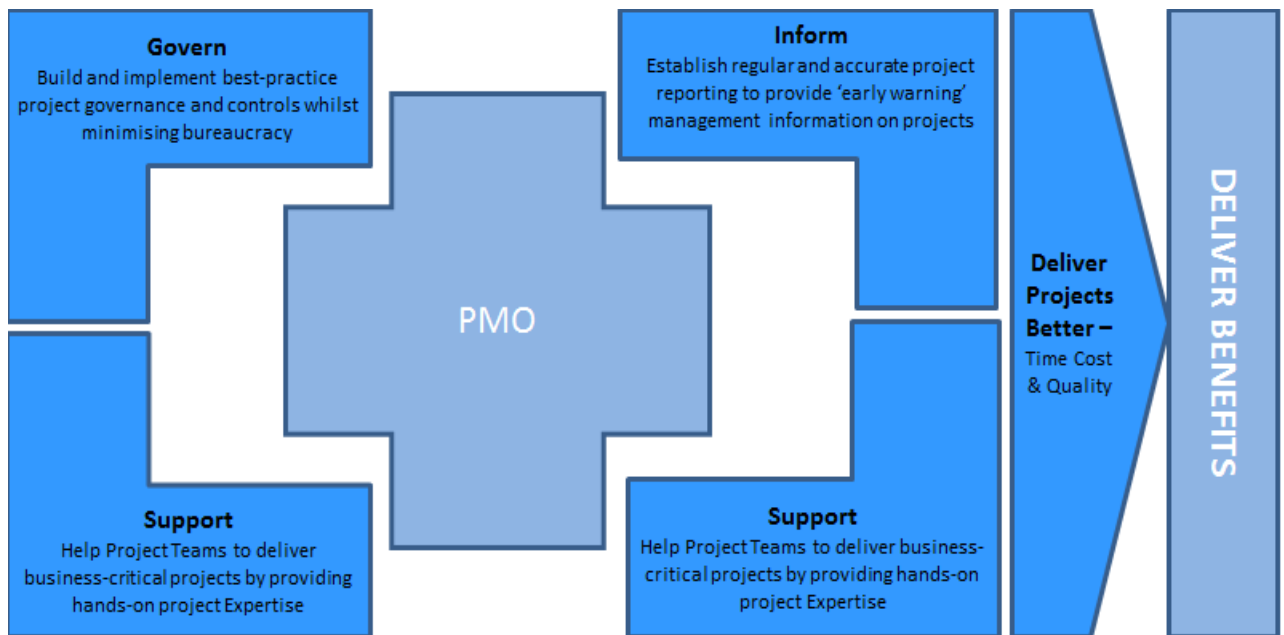 Govern
Build and implement best-practice
project governance and controls whilst
minimising bureaucracy
Inform
Establish regular and accurate project
reporting to provide ‘early warning’
management information on projects
PMO
Support
Help Project Teams to deliver
business-critical projects by providing
hands-on project Expertise
Support
Help Project Teams to deliver business-
critical projects by providing hands-on
project Expertise
Deliver
Projects
Better –
Time Cost
& Quality
DELIVER BENEFITS